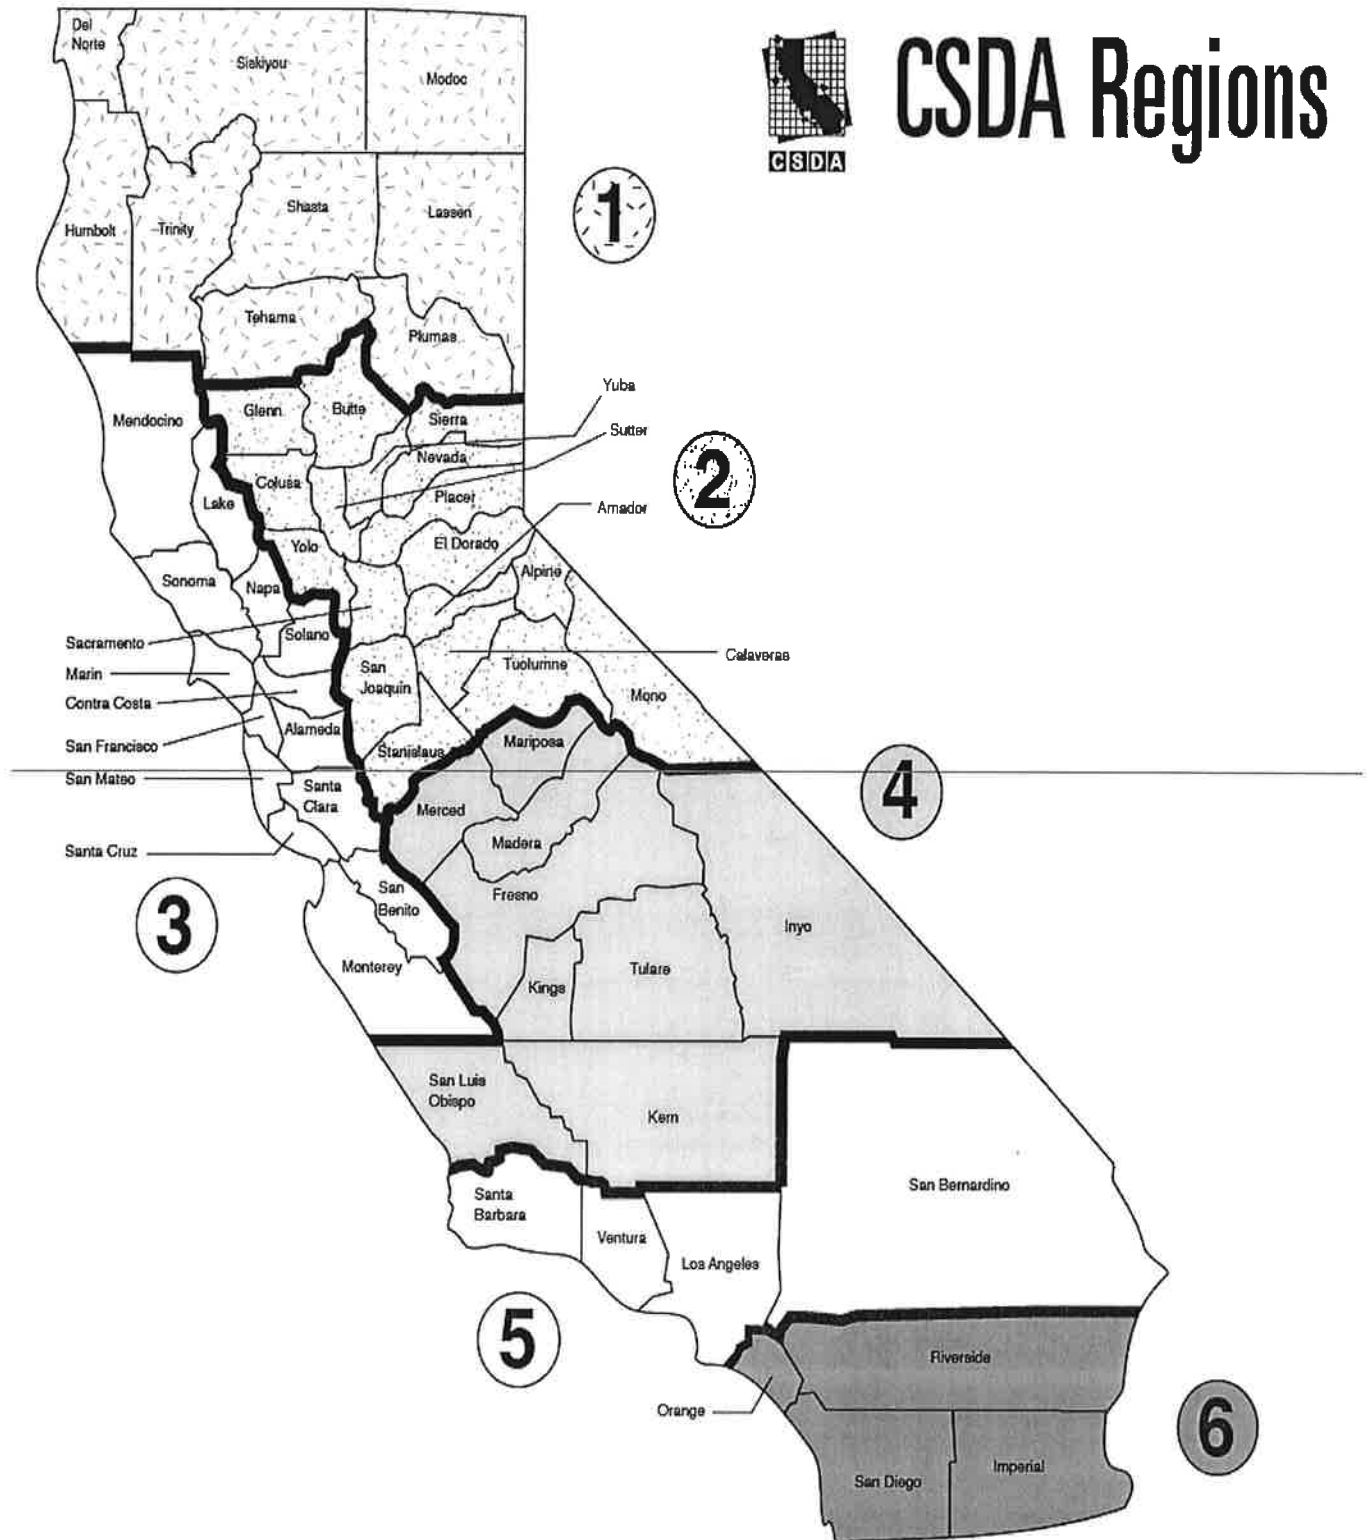 CSDA Regions
CSDA
Del
Norte
Siskiyou
Modoc
1
Humbolt
Trinity
Shasta
Lassen
Tehama
Plumas
Yuba
Mendocino
Glenn
Butte
Sierra
Sutter
2
Nevada
Lake
Colusa
Placer
Amador
Yolo
El Dorado
Alpine
Sonoma
Napa
Sacramento
Solano
Calaveras
Marin
San
Joaquin
Tuolumne
Mono
Contra Costa
San Francisco
Alameda
Stanislaus
Mariposa
San Mateo
Santa
Clara
Merced
4
Santa Cruz
Madera
3
San
Benito
Fresno
Inyo
Monterey
Kings
Tulare
San Luis
Obispo
Kern
Santa
Barbara
San Bernardino
Ventura
Los Angeles
5
Riverside
Orange
6
San Diego
Imperial